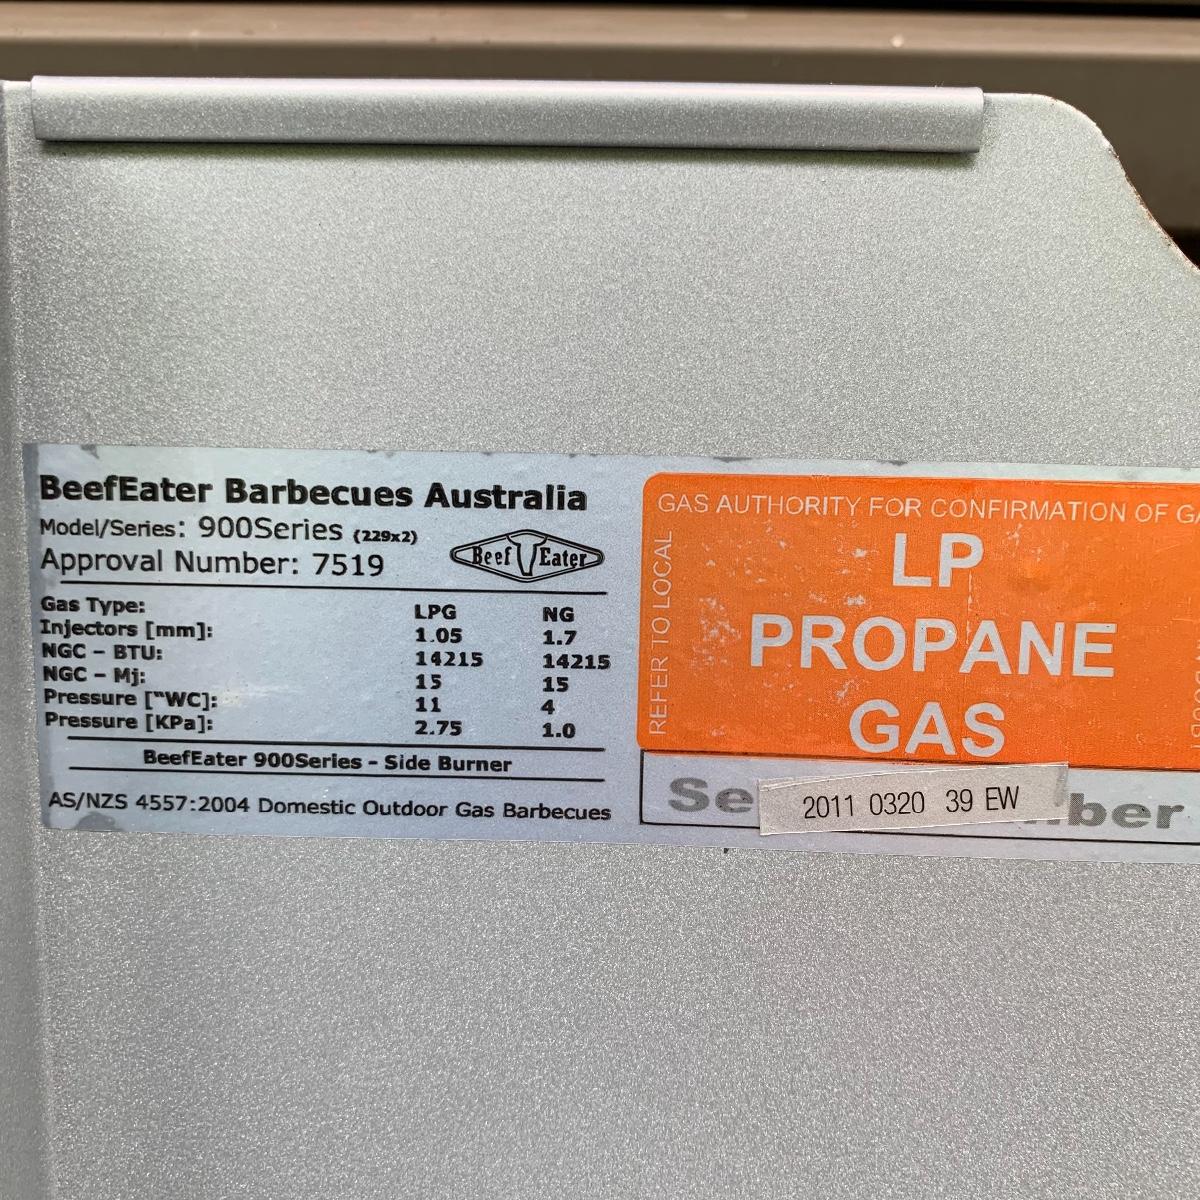 BeefEater Barbecues Australia
Model/Series: 900Series (229x2)
Approval Number: 7519
Beef Eater
Gas Type: LPG NG
Injectors [mm]: 1.05 1.7
NGC - BTU: 14215 14215
NGC - Mj: 15 15
Pressure ["WC]: 11 4
Pressure [KPa]: 2.75 1.0
BeefEater 900Series - Side Burner
AS/NZS 4557:2004 Domestic Outdoor Gas Barbecues
GAS AUTHORITY FOR CONFIRMATION OF
REFER TO LOCAL
LP
PROPANE
GAS
2011 0320 39 EW